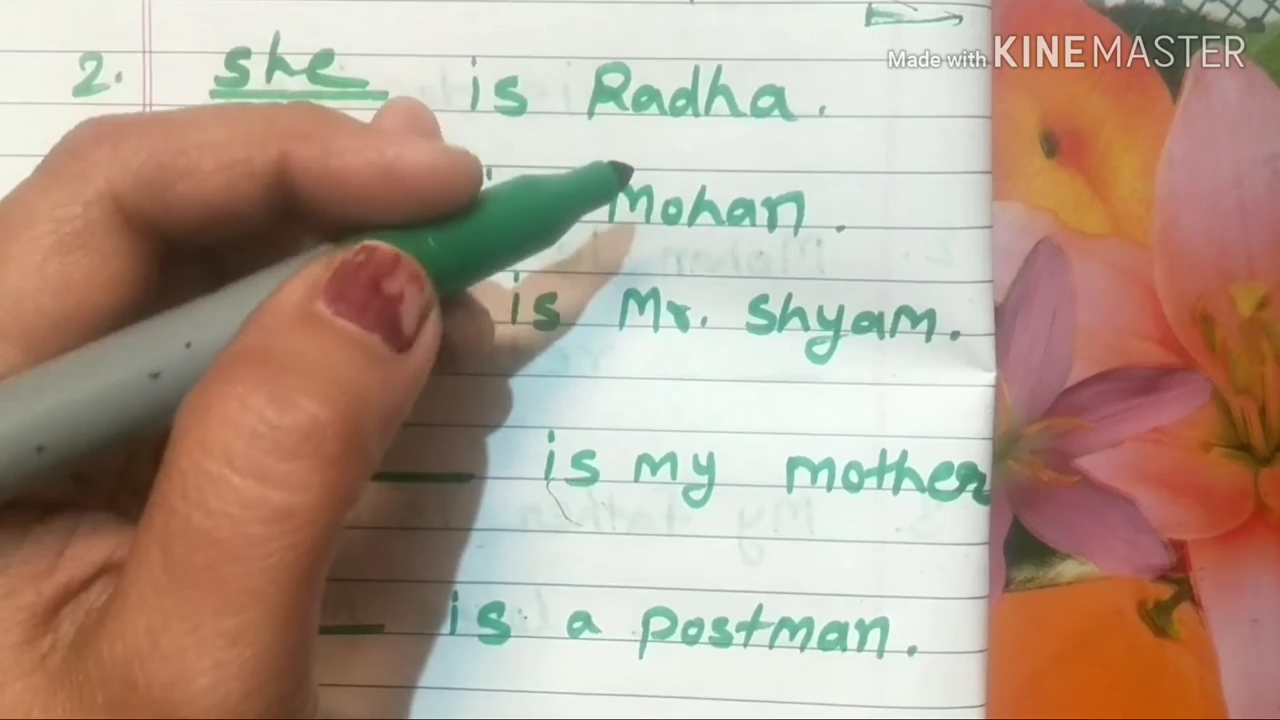 Made with KINEMASTER
2. she is Radha.
Mohan.
is Mr. Shyam.
is my mother
is a postman.